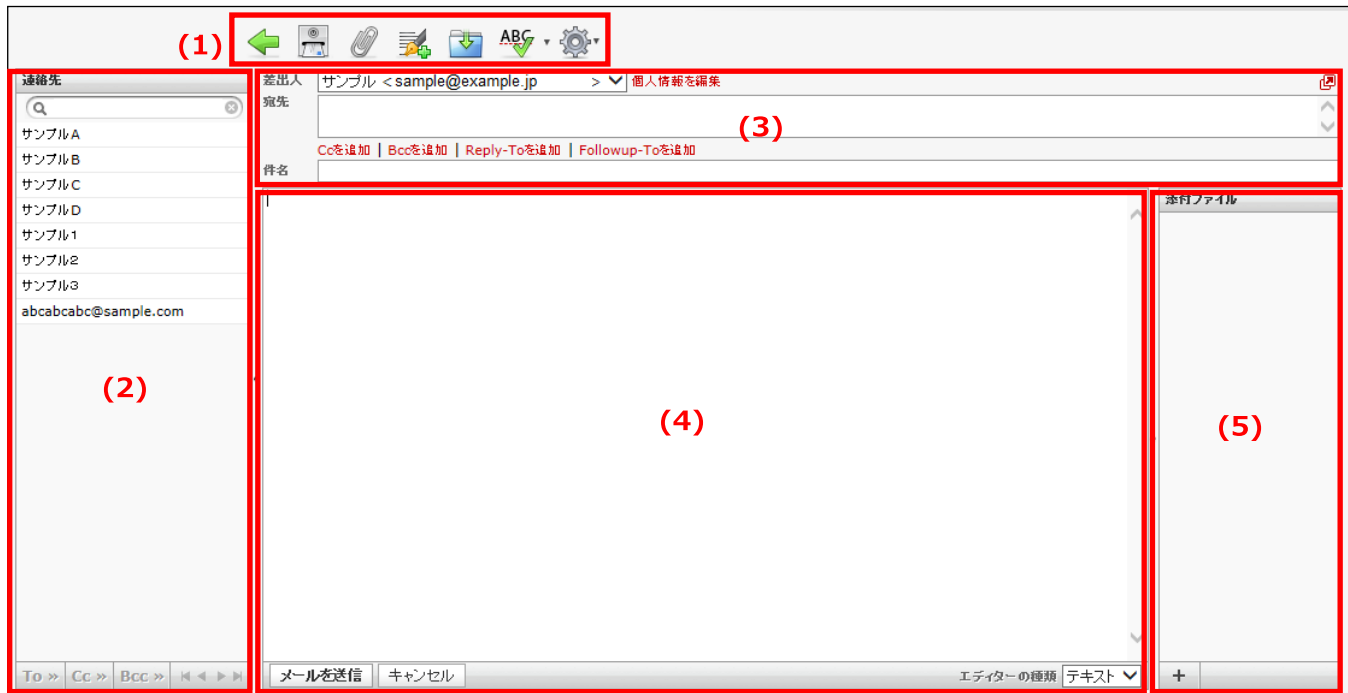 (1)
ABC
連絡先
サンプルA
サンプルB
サンプルC
サンプルD
サンプル1
サンプル2
サンプル3
abcabcabc@sample.com
(2)
To » Cc » Bcc »
差出人 サンプル < sample@example.jp > 個人情報を編集
宛先
(3)
Ccを追加 | Bccを追加 | Reply-Toを追加 | Followup-Toを追加
件名
(4)
メールを送信 キャンセル エディターの種類 テキスト
添付ファイル
(5)
+